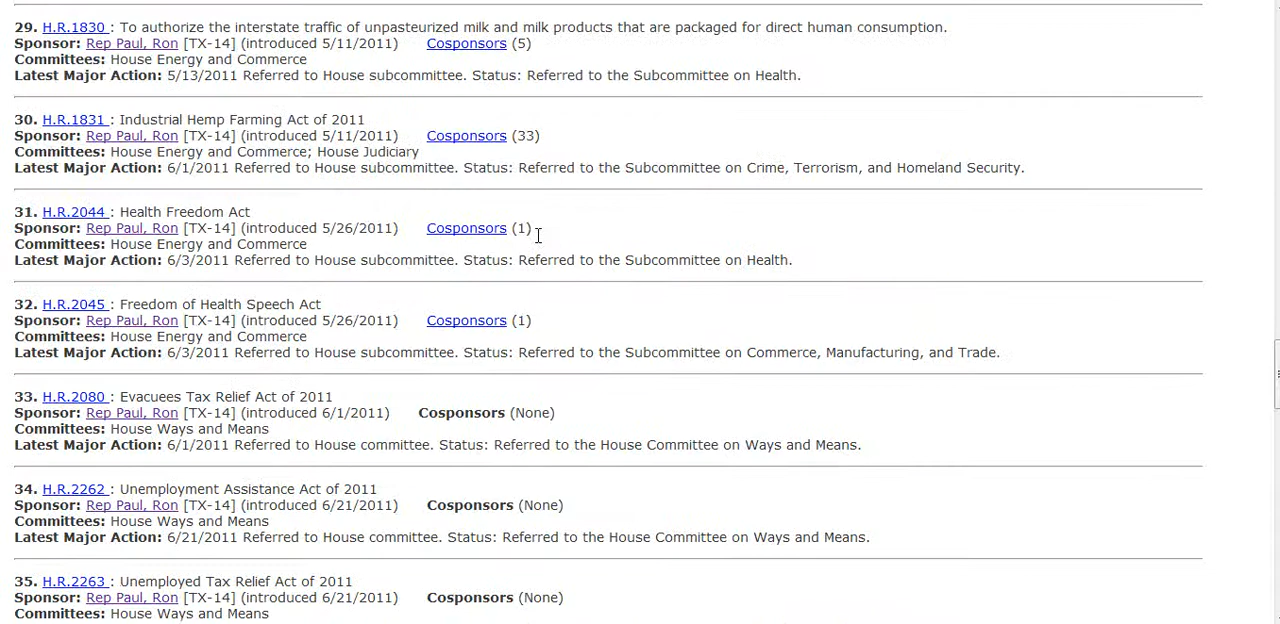 29. H.R.1830 : To authorize the interstate traffic of unpasteurized milk and milk products that are packaged for direct human consumption.
Sponsor: Rep Paul, Ron [TX-14] (introduced 5/11/2011) Cosponsors (5)
Committees: House Energy and Commerce
Latest Major Action: 5/13/2011 Referred to House subcommittee. Status: Referred to the Subcommittee on Health.
30. H.R.1831 : Industrial Hemp Farming Act of 2011
Sponsor: Rep Paul, Ron [TX-14] (introduced 5/11/2011) Cosponsors (33)
Committees: House Energy and Commerce; House Judiciary
Latest Major Action: 6/1/2011 Referred to House subcommittee. Status: Referred to the Subcommittee on Crime, Terrorism, and Homeland Security.
31. H.R.2044 : Health Freedom Act
Sponsor: Rep Paul, Ron [TX-14] (introduced 5/26/2011) Cosponsors (1)
Committees: House Energy and Commerce
Latest Major Action: 6/3/2011 Referred to House subcommittee. Status: Referred to the Subcommittee on Health.
32. H.R.2045 : Freedom of Health Speech Act
Sponsor: Rep Paul, Ron [TX-14] (introduced 5/26/2011) Cosponsors (1)
Committees: House Energy and Commerce
Latest Major Action: 6/3/2011 Referred to House subcommittee. Status: Referred to the Subcommittee on Commerce, Manufacturing, and Trade.
33. H.R.2080 : Evacuees Tax Relief Act of 2011
Sponsor: Rep Paul, Ron [TX-14] (introduced 6/1/2011) Cosponsors (None)
Committees: House Ways and Means
Latest Major Action: 6/1/2011 Referred to House committee. Status: Referred to the House Committee on Ways and Means.
34. H.R.2262 : Unemployment Assistance Act of 2011
Sponsor: Rep Paul, Ron [TX-14] (introduced 6/21/2011) Cosponsors (None)
Committees: House Ways and Means
Latest Major Action: 6/21/2011 Referred to House committee. Status: Referred to the House Committee on Ways and Means.
35. H.R.2263 : Unemployed Tax Relief Act of 2011
Sponsor: Rep Paul, Ron [TX-14] (introduced 6/21/2011) Cosponsors (None)
Committees: House Ways and Means